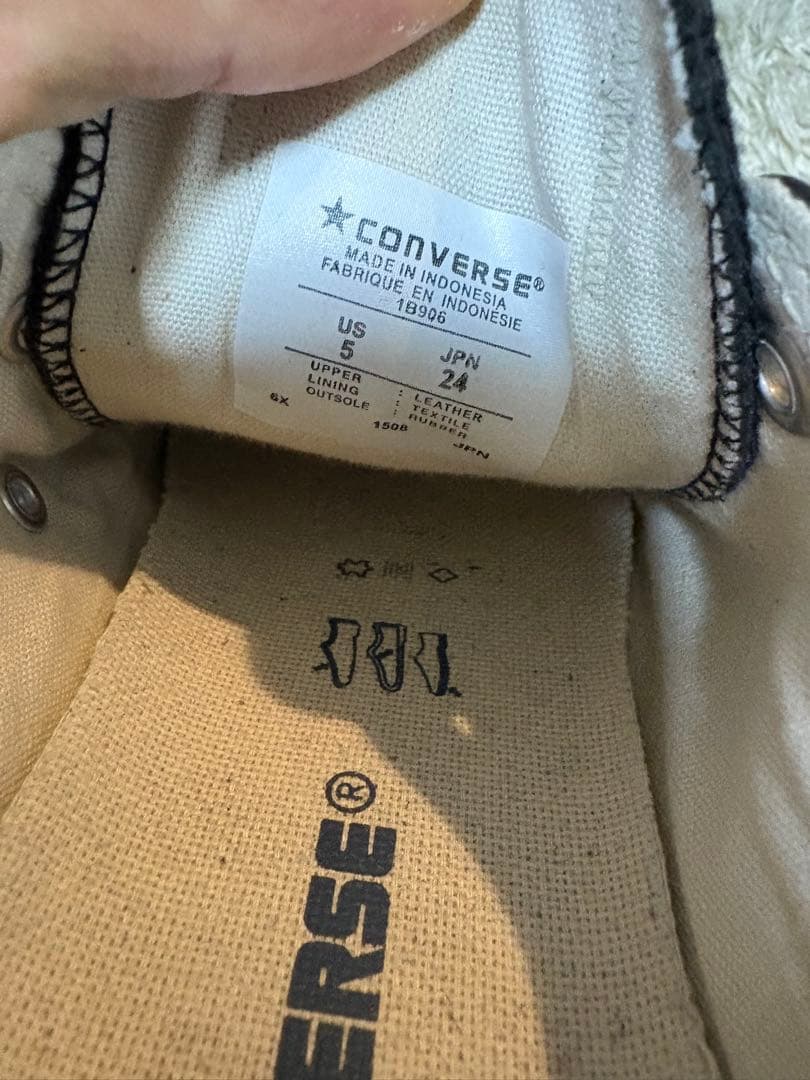 ★CONVERSE®
MADE IN INDONESIA
FABRIQUE EN INDONÉSIE
1B906
US JPN
5 24
UPPER : LEATHER
LINING : TEXTILE
OUTSOLE : RUBBER
6X 1508 JPN
ERSE®